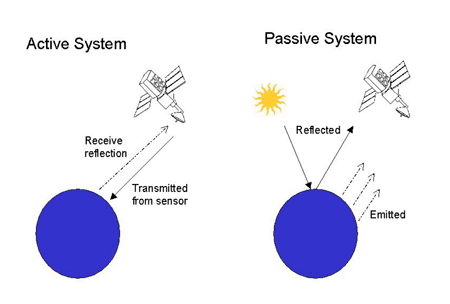 Active System
Passive System
Receive
reflection
Transmitted
from sensor
Reflected
Emitted